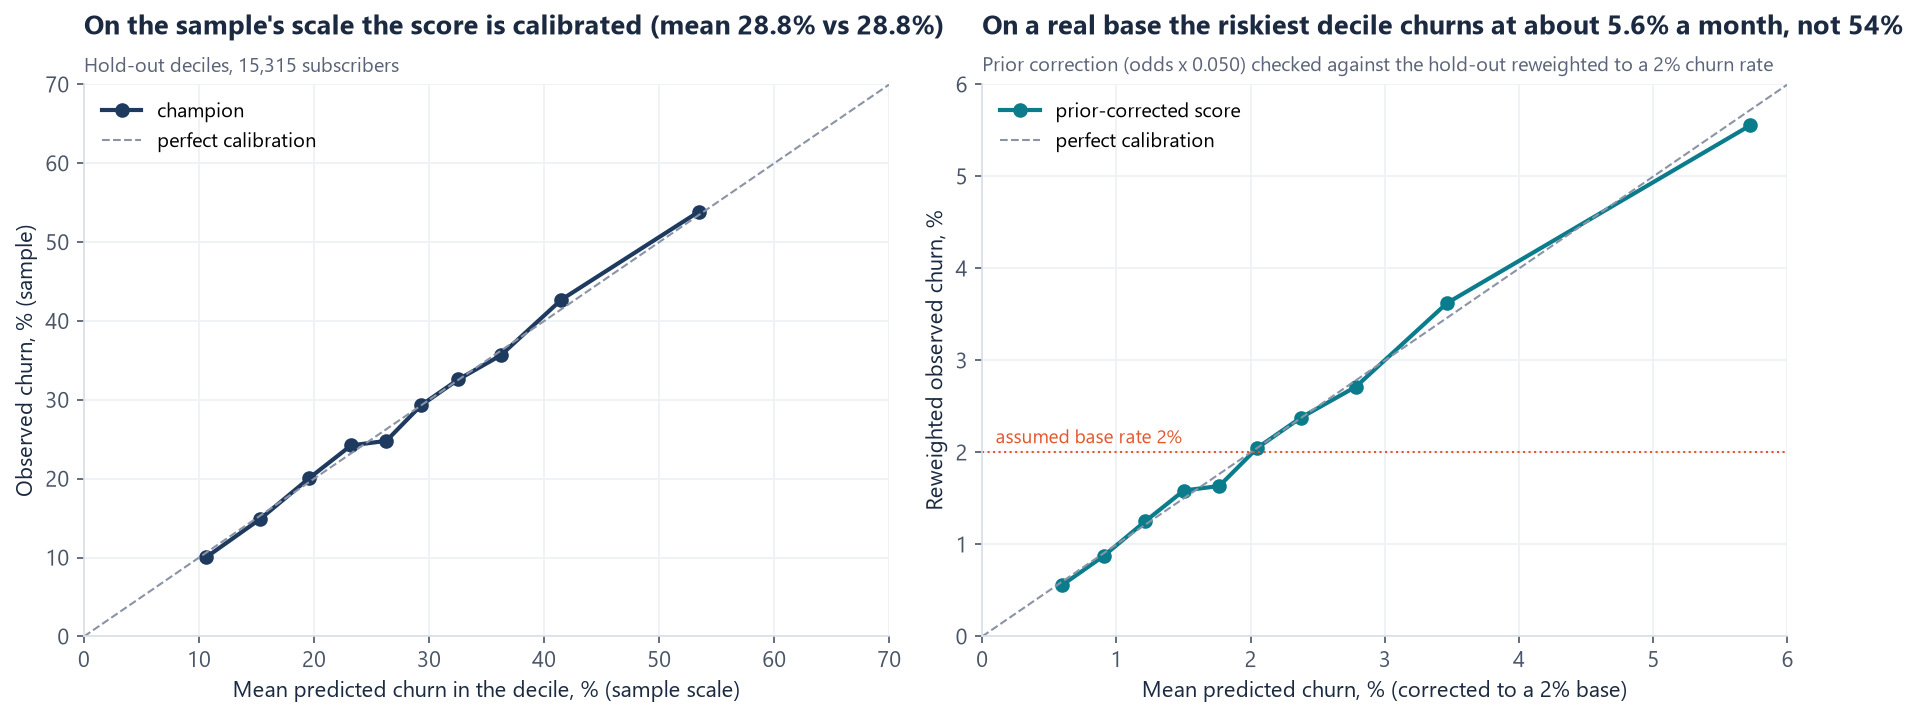 On the sample's scale the score is calibrated (mean 28.8% vs 28.8%)
Hold-out deciles, 15,315 subscribers
champion
perfect calibration
Observed churn, % (sample)
70
60
50
40
30
20
10
0
0 10 20 30 40 50 60 70
Mean predicted churn in the decile, % (sample scale)
On a real base the riskiest decile churns at about 5.6% a month, not 54%
Prior correction (odds x 0.050) checked against the hold-out reweighted to a 2% churn rate
prior-corrected score
perfect calibration
Reweighted observed churn, %
6
5
4
3
2
1
0
assumed base rate 2%
0 1 2 3 4 5 6
Mean predicted churn, % (corrected to a 2% base)